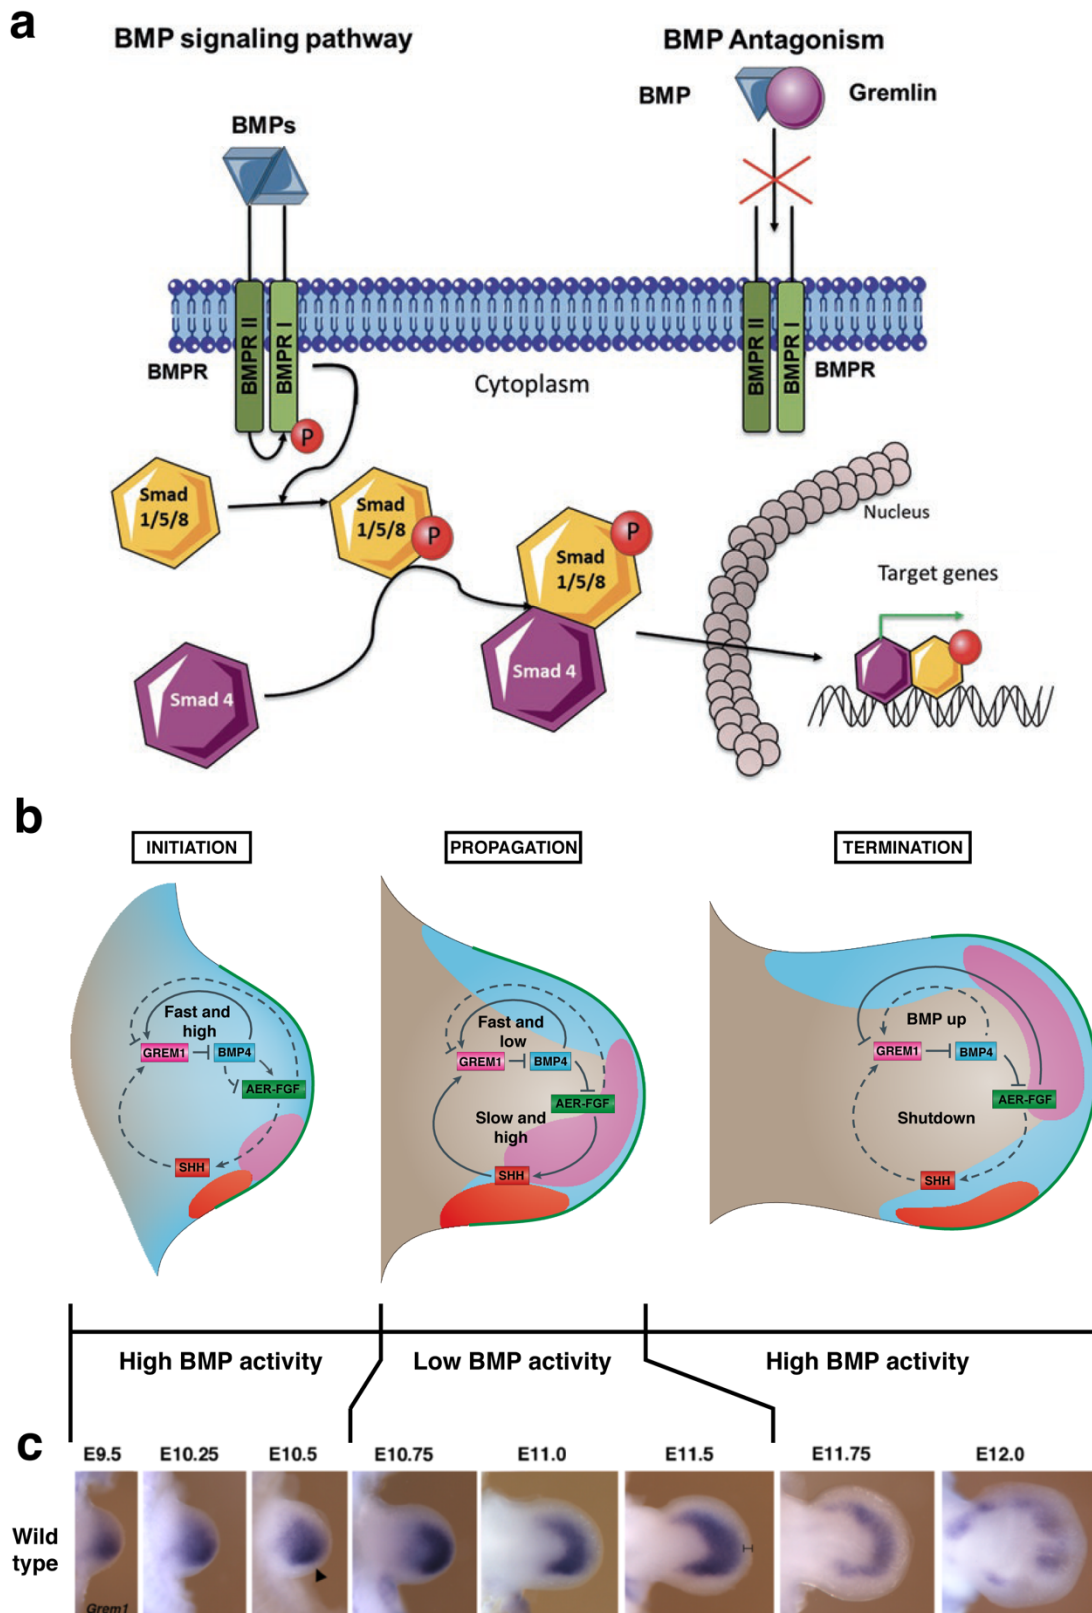 a
BMP signaling pathway
BMP Antagonism
BMP
Gremlin
BMPs
BMPR II
BMPR I
BMPR
Cytoplasm
BMPR II
BMPR I
BMPR
P
Smad
1/5/8
Smad
1/5/8
P
Smad
1/5/8
P
Smad 4
Smad 4
Nucleus
Target genes
b
INITIATION
PROPAGATION
TERMINATION
Fast and
high
GREM1
BMP4
AER-FGF
SHH
Fast and
low
GREM1
BMP4
AER-FGF
Slow and
high
SHH
BMP up
GREM1
BMP4
AER-FGF
Shutdown
SHH
High BMP activity
Low BMP activity
High BMP activity
c
E9.5
E10.25
E10.5
E10.75
E11.0
E11.5
E11.75
E12.0
Wild
type
Grem1